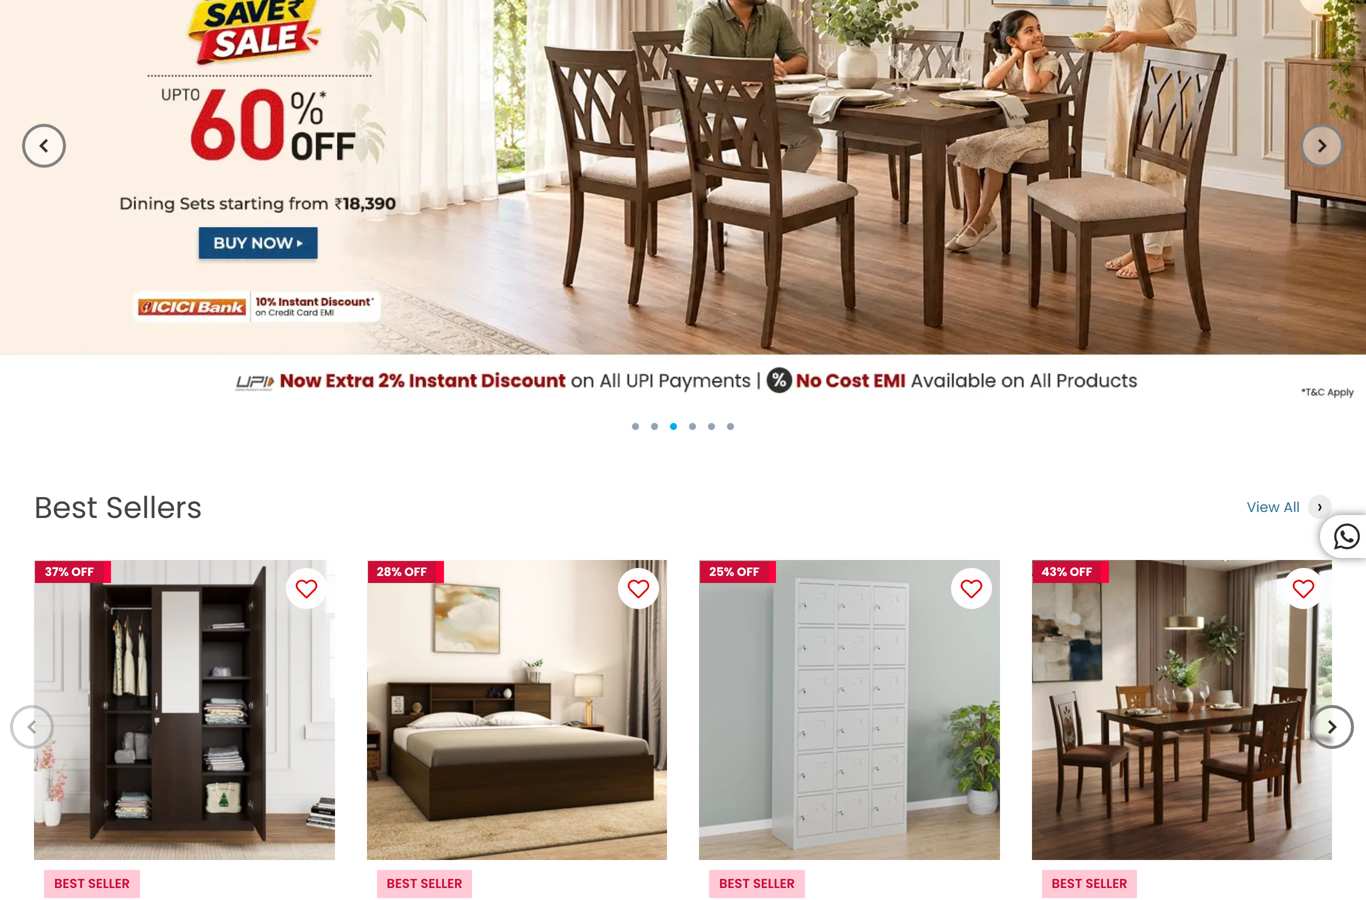 SAVE₹
SALE
UPTO 60%* OFF
Dining Sets starting from ₹18,390
BUY NOW
ICICI Bank
10% Instant Discount*
on Credit Card EMI
UPI Now Extra 2% Instant Discount on All UPI Payments | % No Cost EMI Available on All Products
*T&C Apply
Best Sellers
View All
37% OFF
28% OFF
25% OFF
43% OFF
BEST SELLER
BEST SELLER
BEST SELLER
BEST SELLER